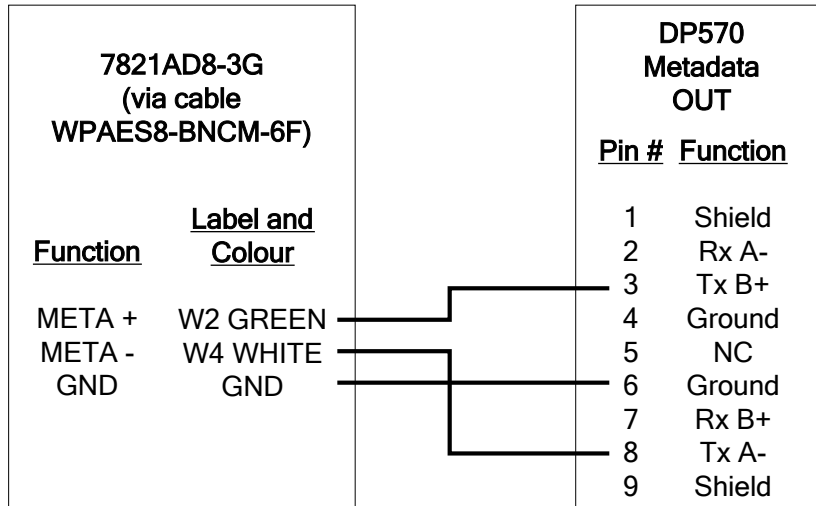 7821AD8-3G
(via cable
WPAES8-BNCM-6F)
Function
Label and
Colour
META + W2 GREEN
META - W4 WHITE
GND GND
DP570
Metadata
OUT
Pin # Function
1 Shield
2 Rx A-
3 Tx B+
4 Ground
5 NC
6 Ground
7 Rx B+
8 Tx A-
9 Shield